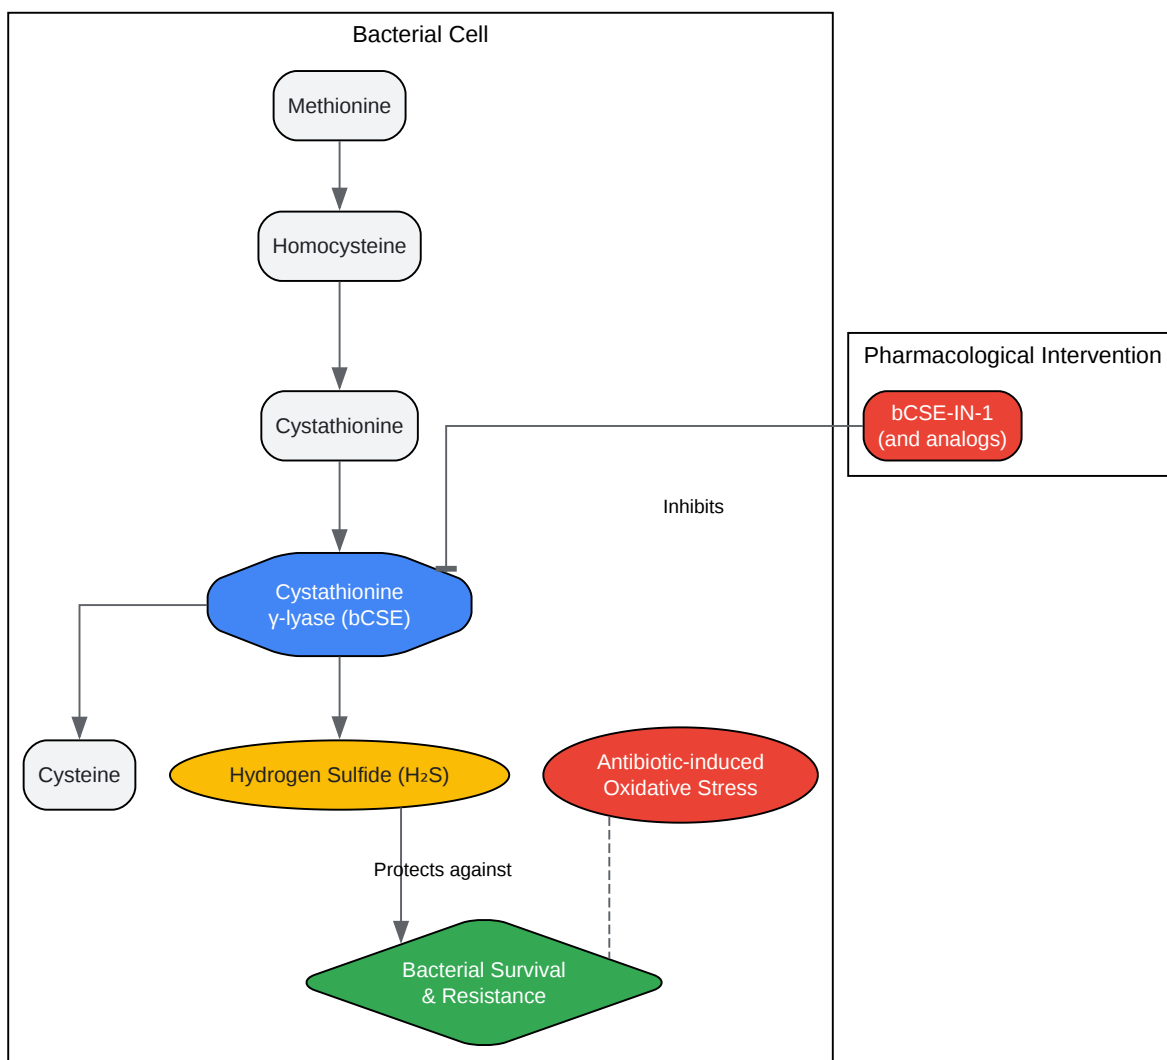 Bacterial Cell
Methionine
Homocysteine
Pharmacological Intervention
Cystathionine
bCSE-IN-1
(and analogs)
Inhibits
Cystathionine
γ-lyase (bCSE)
Cysteine
Hydrogen Sulfide (H₂S)
Antibiotic-induced
Oxidative Stress
Protects against
Bacterial Survival
& Resistance